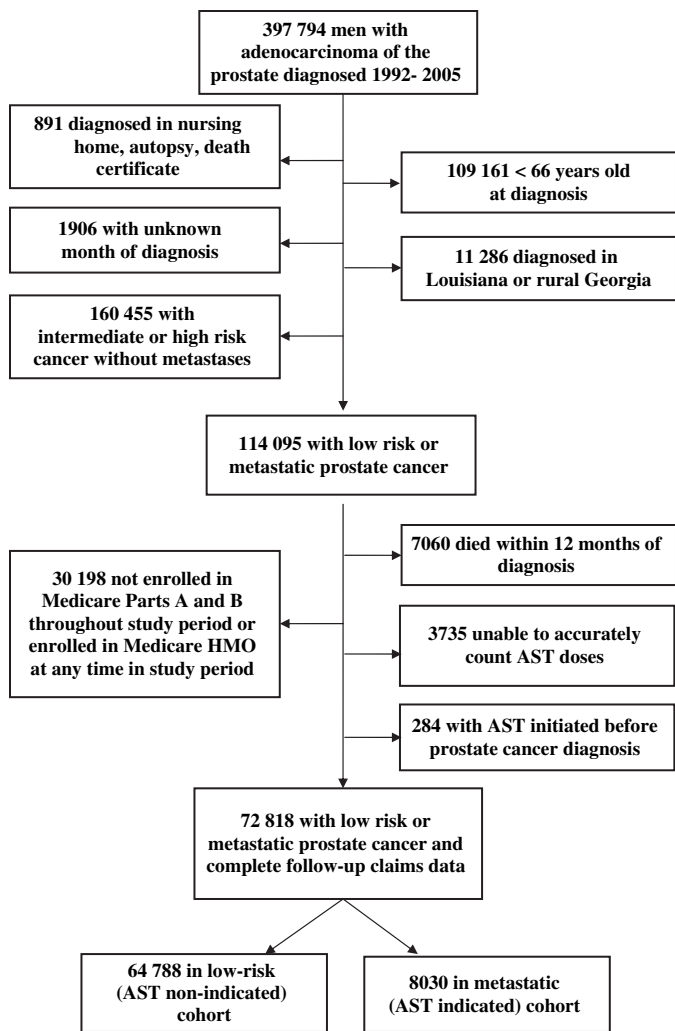 397 794 men with
adenocarcinoma of the
prostate diagnosed 1992- 2005
891 diagnosed in nursing
home, autopsy, death
certificate
109 161 < 66 years old
at diagnosis
1906 with unknown
month of diagnosis
11 286 diagnosed in
Louisiana or rural Georgia
160 455 with
intermediate or high risk
cancer without metastases
114 095 with low risk or
metastatic prostate cancer
7060 died within 12 months of
diagnosis
30 198 not enrolled in
Medicare Parts A and B
throughout study period or
enrolled in Medicare HMO
at any time in study period
3735 unable to accurately
count AST doses
284 with AST initiated before
prostate cancer diagnosis
72 818 with low risk or
metastatic prostate cancer and
complete follow-up claims data
64 788 in low-risk
(AST non-indicated)
cohort
8030 in metastatic
(AST indicated) cohort